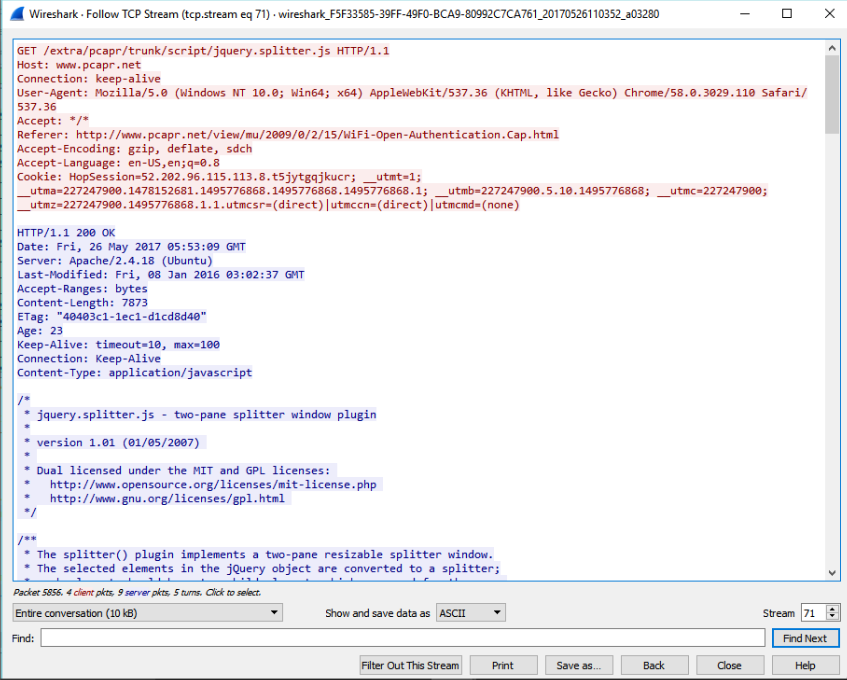 Wireshark · Follow TCP Stream (tcp.stream eq 71) · wireshark_F5F33585-39FF-49F0-BCA9-80992C7CA761_20170526110352_a03280
GET /extra/pcapr/trunk/script/jquery.splitter.js HTTP/1.1
Host: www.pcapr.net
Connection: keep-alive
User-Agent: Mozilla/5.0 (Windows NT 10.0; Win64; x64) AppleWebKit/537.36 (KHTML, like Gecko) Chrome/58.0.3029.110 Safari/
537.36
Accept: */*
Referer: http://www.pcapr.net/view/mu/2009/0/2/15/WiFi-Open-Authentication.Cap.html
Accept-Encoding: gzip, deflate, sdch
Accept-Language: en-US,en;q=0.8
Cookie: HopSession=52.202.96.115.113.8.t5jytgqjkucr; __utmt=1;
__utma=227247900.1478152681.1495776868.1495776868.1495776868.1; __utmb=227247900.5.10.1495776868; __utmc=227247900;
__utmz=227247900.1495776868.1.1.utmcsr=(direct)|utmccn=(direct)|utmcmd=(none)
HTTP/1.1 200 OK
Date: Fri, 26 May 2017 05:53:09 GMT
Server: Apache/2.4.18 (Ubuntu)
Last-Modified: Fri, 08 Jan 2016 03:02:37 GMT
Accept-Ranges: bytes
Content-Length: 7873
ETag: "40403c1-1ec1-d1cd8d40"
Age: 23
Keep-Alive: timeout=10, max=100
Connection: Keep-Alive
Content-Type: application/javascript
/*
* jquery.splitter.js - two-pane splitter window plugin
*
* version 1.01 (01/05/2007)
*
* Dual licensed under the MIT and GPL licenses:
* http://www.opensource.org/licenses/mit-license.php
* http://www.gnu.org/licenses/gpl.html
*/
/**
* The splitter() plugin implements a two-pane resizable splitter window.
* The selected elements in the jQuery object are converted to a splitter;
Packet 5856. 4 client pkts, 9 server pkts, 5 turns. Click to select.
Entire conversation (10 kB) Show and save data as ASCII Stream 71
Find: Find Next
Filter Out This Stream Print Save as... Back Close Help